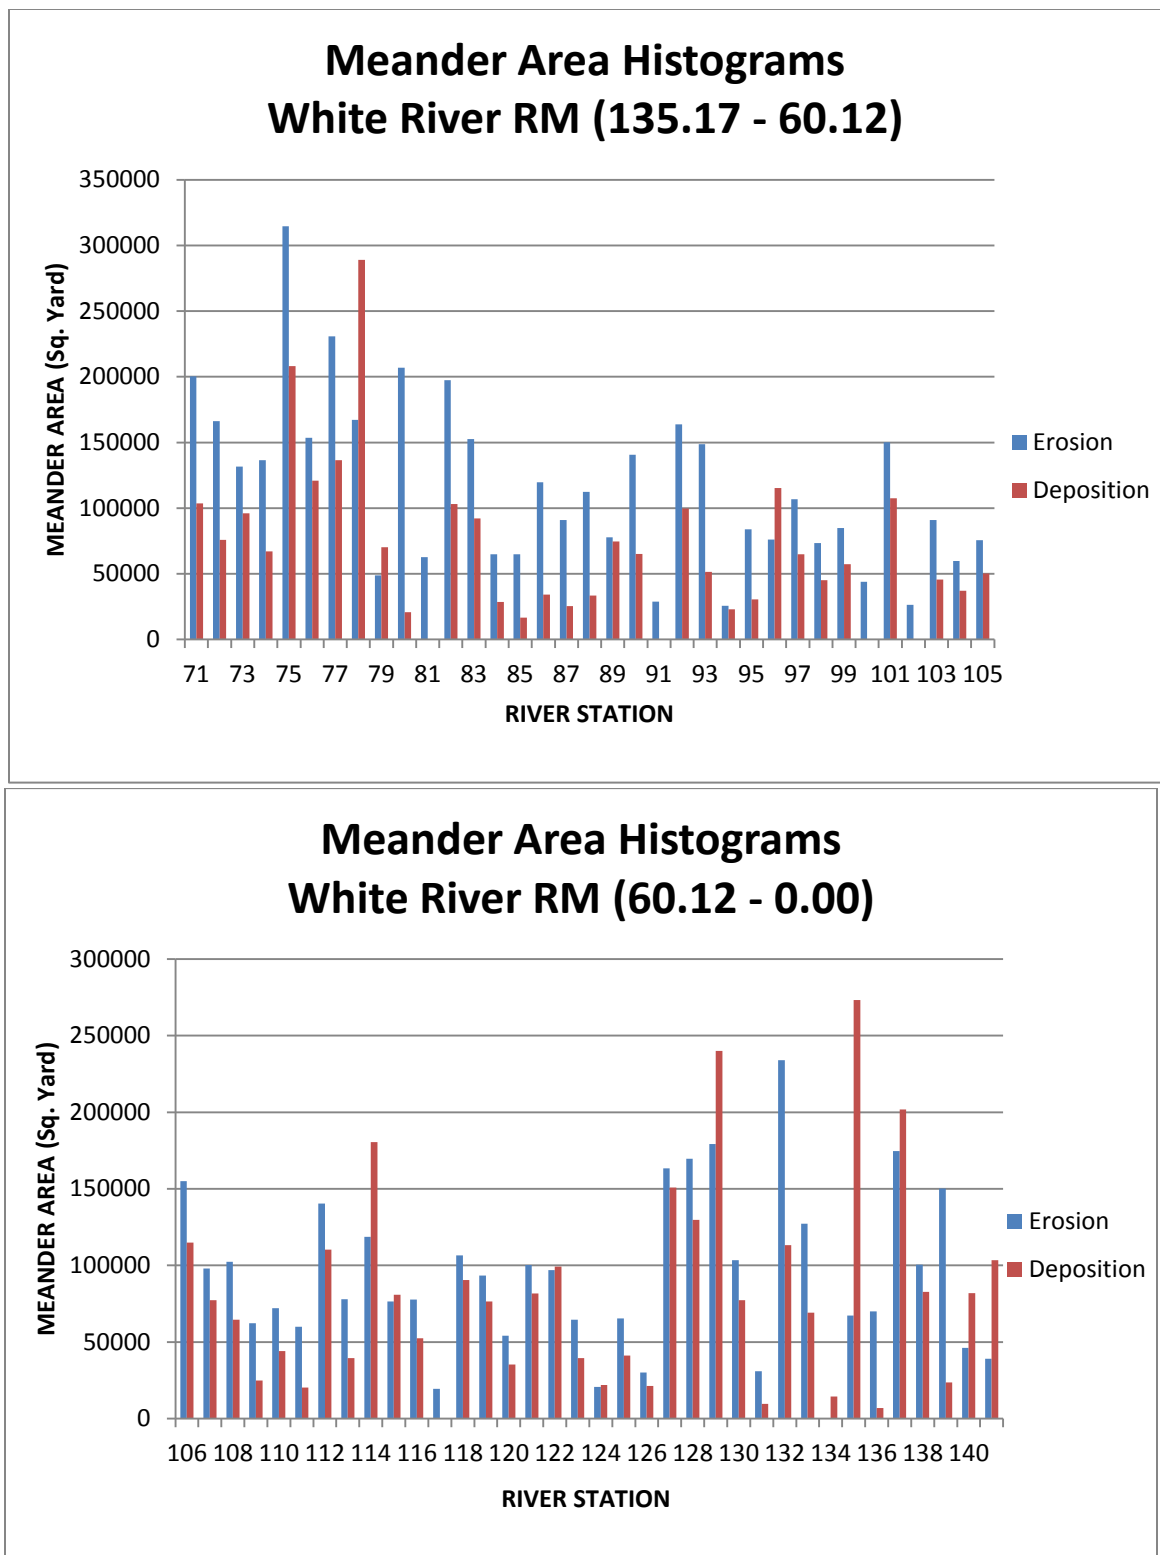 Meander Area Histograms
White River RM (135.17 - 60.12)
350000
300000
250000
200000
150000
100000
50000
0
MEANDER AREA (Sq. Yard)
71 73 75 77 79 81 83 85 87 89 91 93 95 97 99 101 103 105
RIVER STATION
Erosion
Deposition
Meander Area Histograms
White River RM (60.12 - 0.00)
300000
250000
200000
150000
100000
50000
0
MEANDER AREA (Sq. Yard)
106 108 110 112 114 116 118 120 122 124 126 128 130 132 134 136 138 140
RIVER STATION
Erosion
Deposition